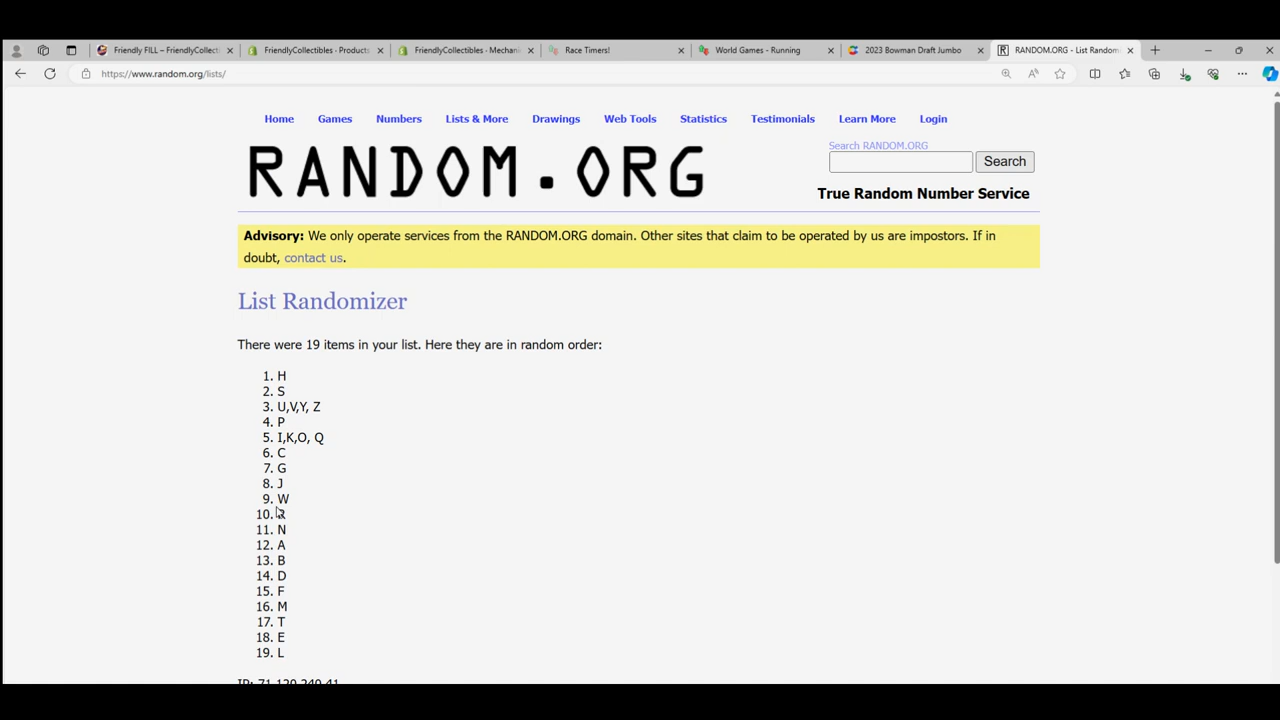 Friendly FILL – FriendlyCollecti
FriendlyCollectibles - Products
FriendlyCollectibles - Mechani
Race Timers!
World Games - Running
2023 Bowman Draft Jumbo
RANDOM.ORG - List Random
https://www.random.org/lists/
Home Games Numbers Lists & More Drawings Web Tools Statistics Testimonials Learn More Login
RANDOM.ORG
Search RANDOM.ORG
Search
True Random Number Service
Advisory: We only operate services from the RANDOM.ORG domain. Other sites that claim to be operated by us are impostors. If in
doubt, contact us.
List Randomizer
There were 19 items in your list. Here they are in random order:
1. H
2. S
3. U,V,Y, Z
4. P
5. I,K,O, Q
6. C
7. G
8. J
9. W
10. R
11. N
12. A
13. B
14. D
15. F
16. M
17. T
18. E
19. L